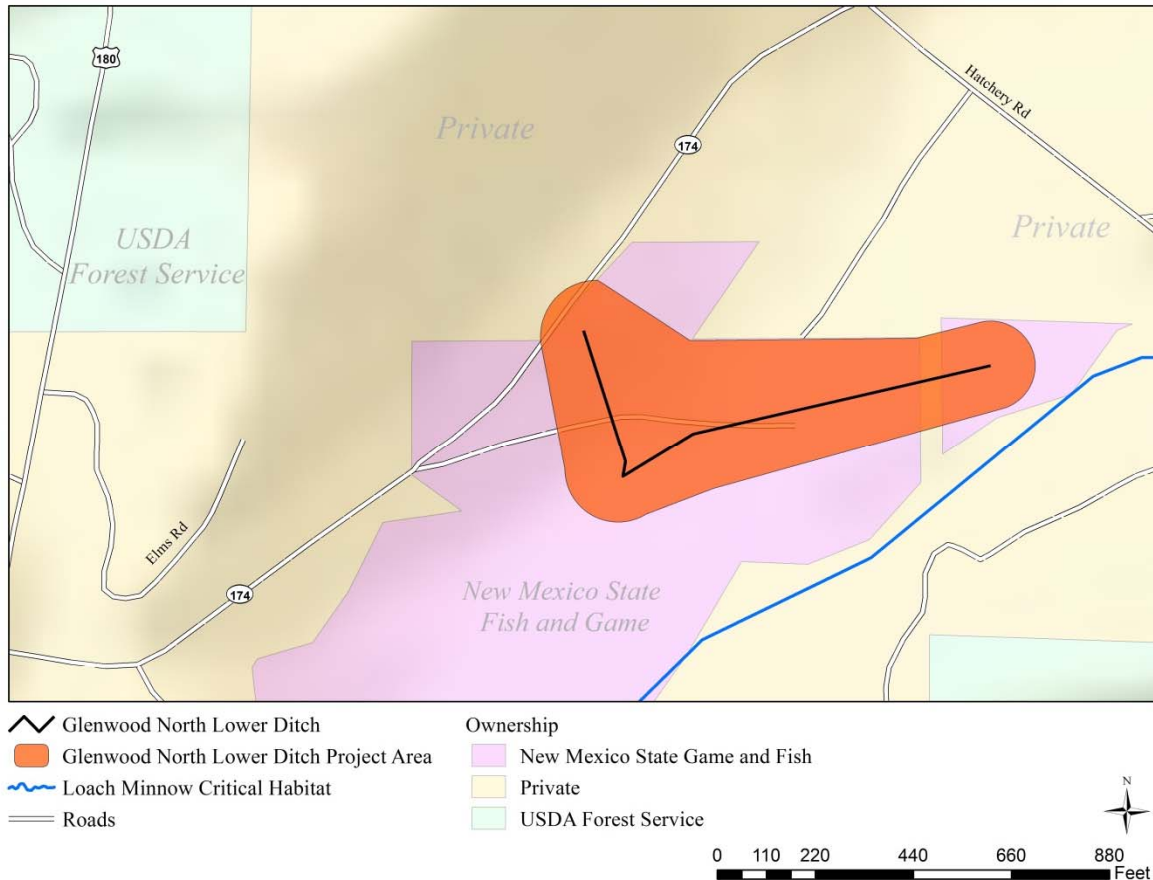 180
Private
174
Hatchery Rd
USDA
Forest Service
Private
Elms Rd
174
New Mexico State
Fish and Game
Glenwood North Lower Ditch
Glenwood North Lower Ditch Project Area
Loach Minnow Critical Habitat
Roads
Ownership
New Mexico State Game and Fish
Private
USDA Forest Service
N
0 110 220 440 660 880
Feet